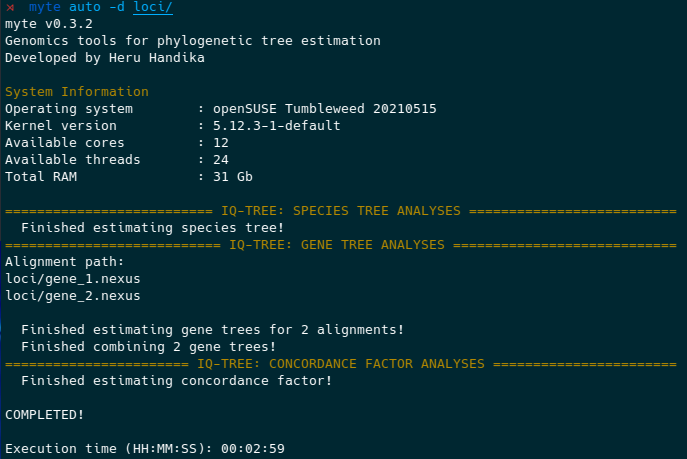 ⋊ myte auto -d loci/
myte v0.3.2
Genomics tools for phylogenetic tree estimation
Developed by Heru Handika
System Information
Operating system        : openSUSE Tumbleweed 20210515
Kernel version          : 5.12.3-1-default
Available cores         : 12
Available threads       : 24
Total RAM               : 31 Gb
========================== IQ-TREE: SPECIES TREE ANALYSES ==========================
  Finished estimating species tree!
=========================== IQ-TREE: GENE TREE ANALYSES ============================
Alignment path:
loci/gene_1.nexus
loci/gene_2.nexus
  Finished estimating gene trees for 2 alignments!
  Finished combining 2 gene trees!
======================= IQ-TREE: CONCORDANCE FACTOR ANALYSES =======================
  Finished estimating concordance factor!
COMPLETED!
Execution time (HH:MM:SS): 00:02:59